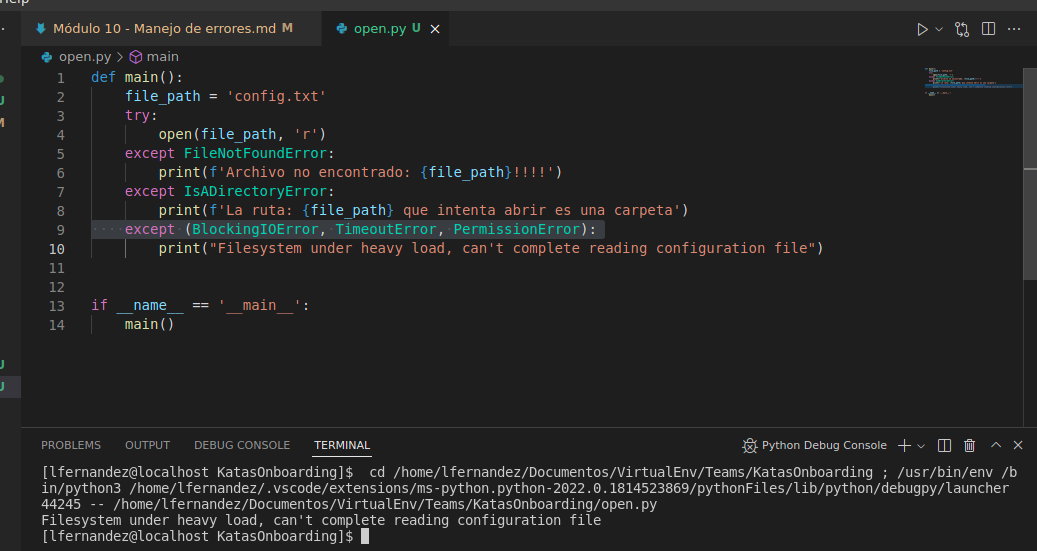 Help
Módulo 10 - Manejo de errores.md M
open.py U
open.py > main
1 def main():
2 file_path = 'config.txt'
3 try:
4 open(file_path, 'r')
5 except FileNotFoundError:
6 print(f'Archivo no encontrado: {file_path}!!!!')
7 except IsADirectoryError:
8 print(f'La ruta: {file_path} que intenta abrir es una carpeta')
9 except (BlockingIOError, TimeoutError, PermissionError):
10 print("Filesystem under heavy load, can't complete reading configuration file")
11
12
13 if __name__ == '__main__':
14 main()
U
M
U
U
PROBLEMS OUTPUT DEBUG CONSOLE TERMINAL Python Debug Console
[lfernandez@localhost KatasOnboarding]$ cd /home/lfernandez/Documentos/VirtualEnv/Teams/KatasOnboarding ; /usr/bin/env /b
in/python3 /home/lfernandez/.vscode/extensions/ms-python.python-2022.0.1814523869/pythonFiles/lib/python/debugpy/launcher
44245 -- /home/lfernandez/Documentos/VirtualEnv/Teams/KatasOnboarding/open.py
Filesystem under heavy load, can't complete reading configuration file
[lfernandez@localhost KatasOnboarding]$